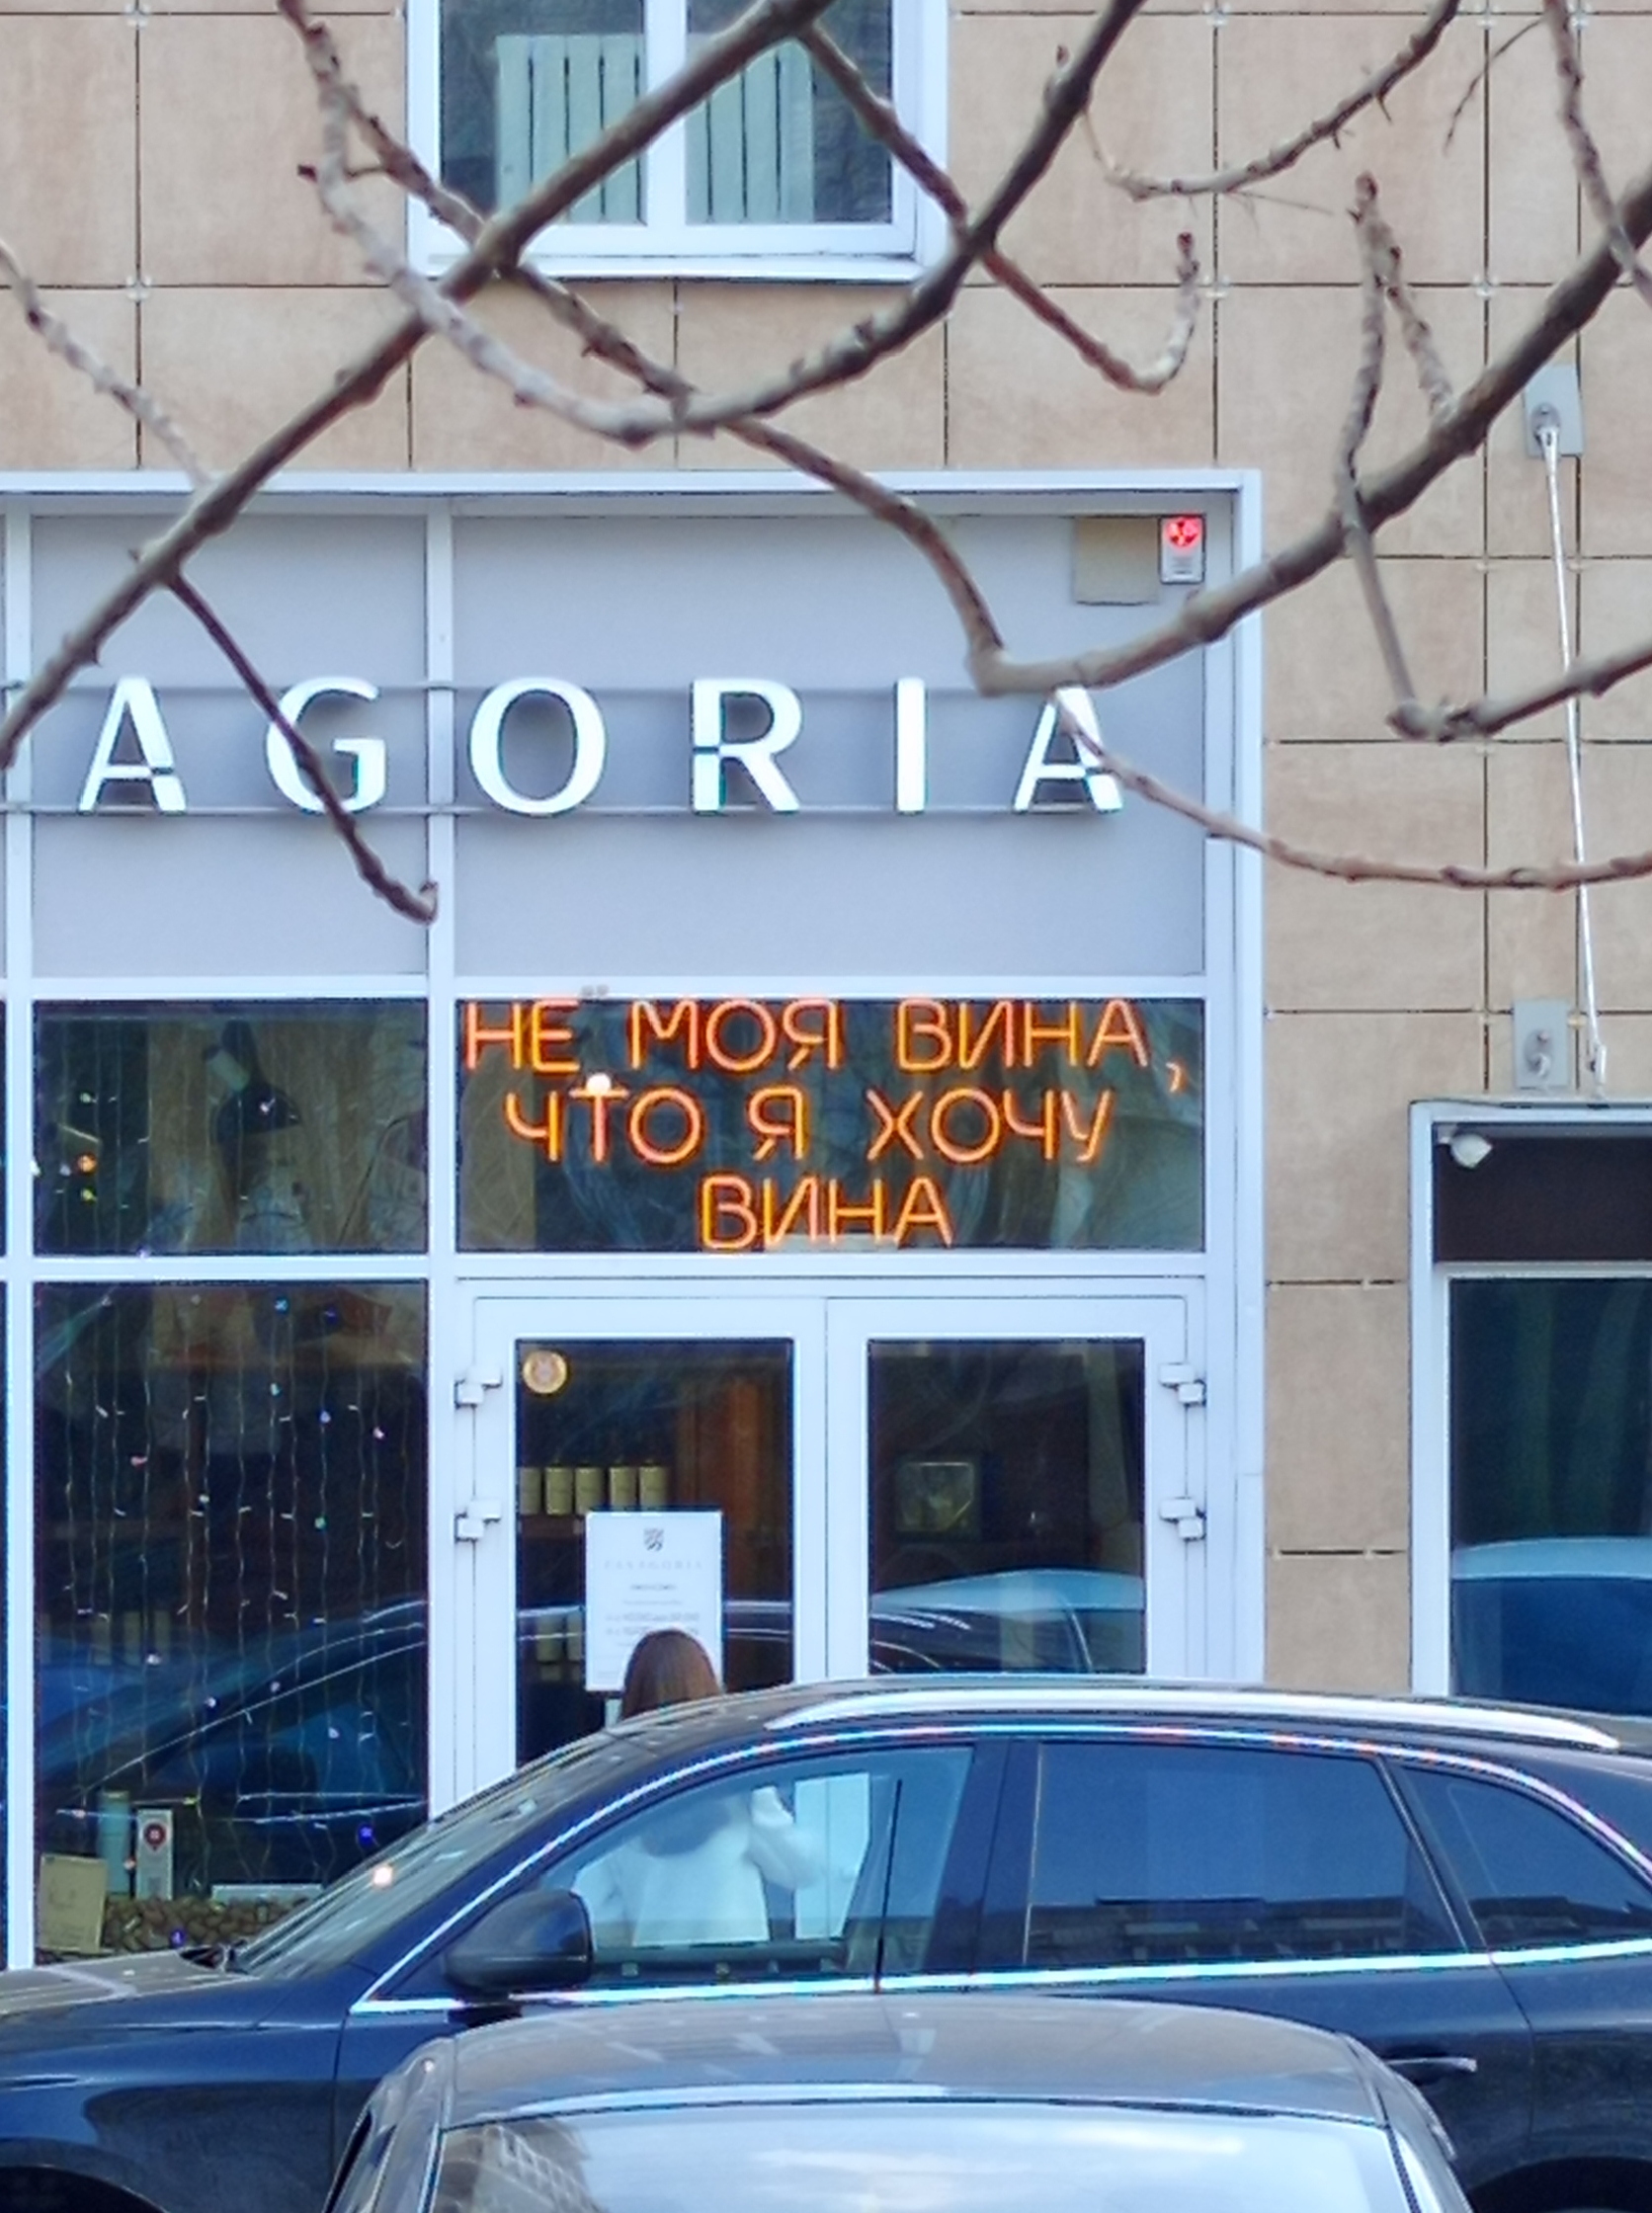 AGORIA
НЕ МОЯ ВИНА,
ЧТО Я ХОЧУ
ВИНА